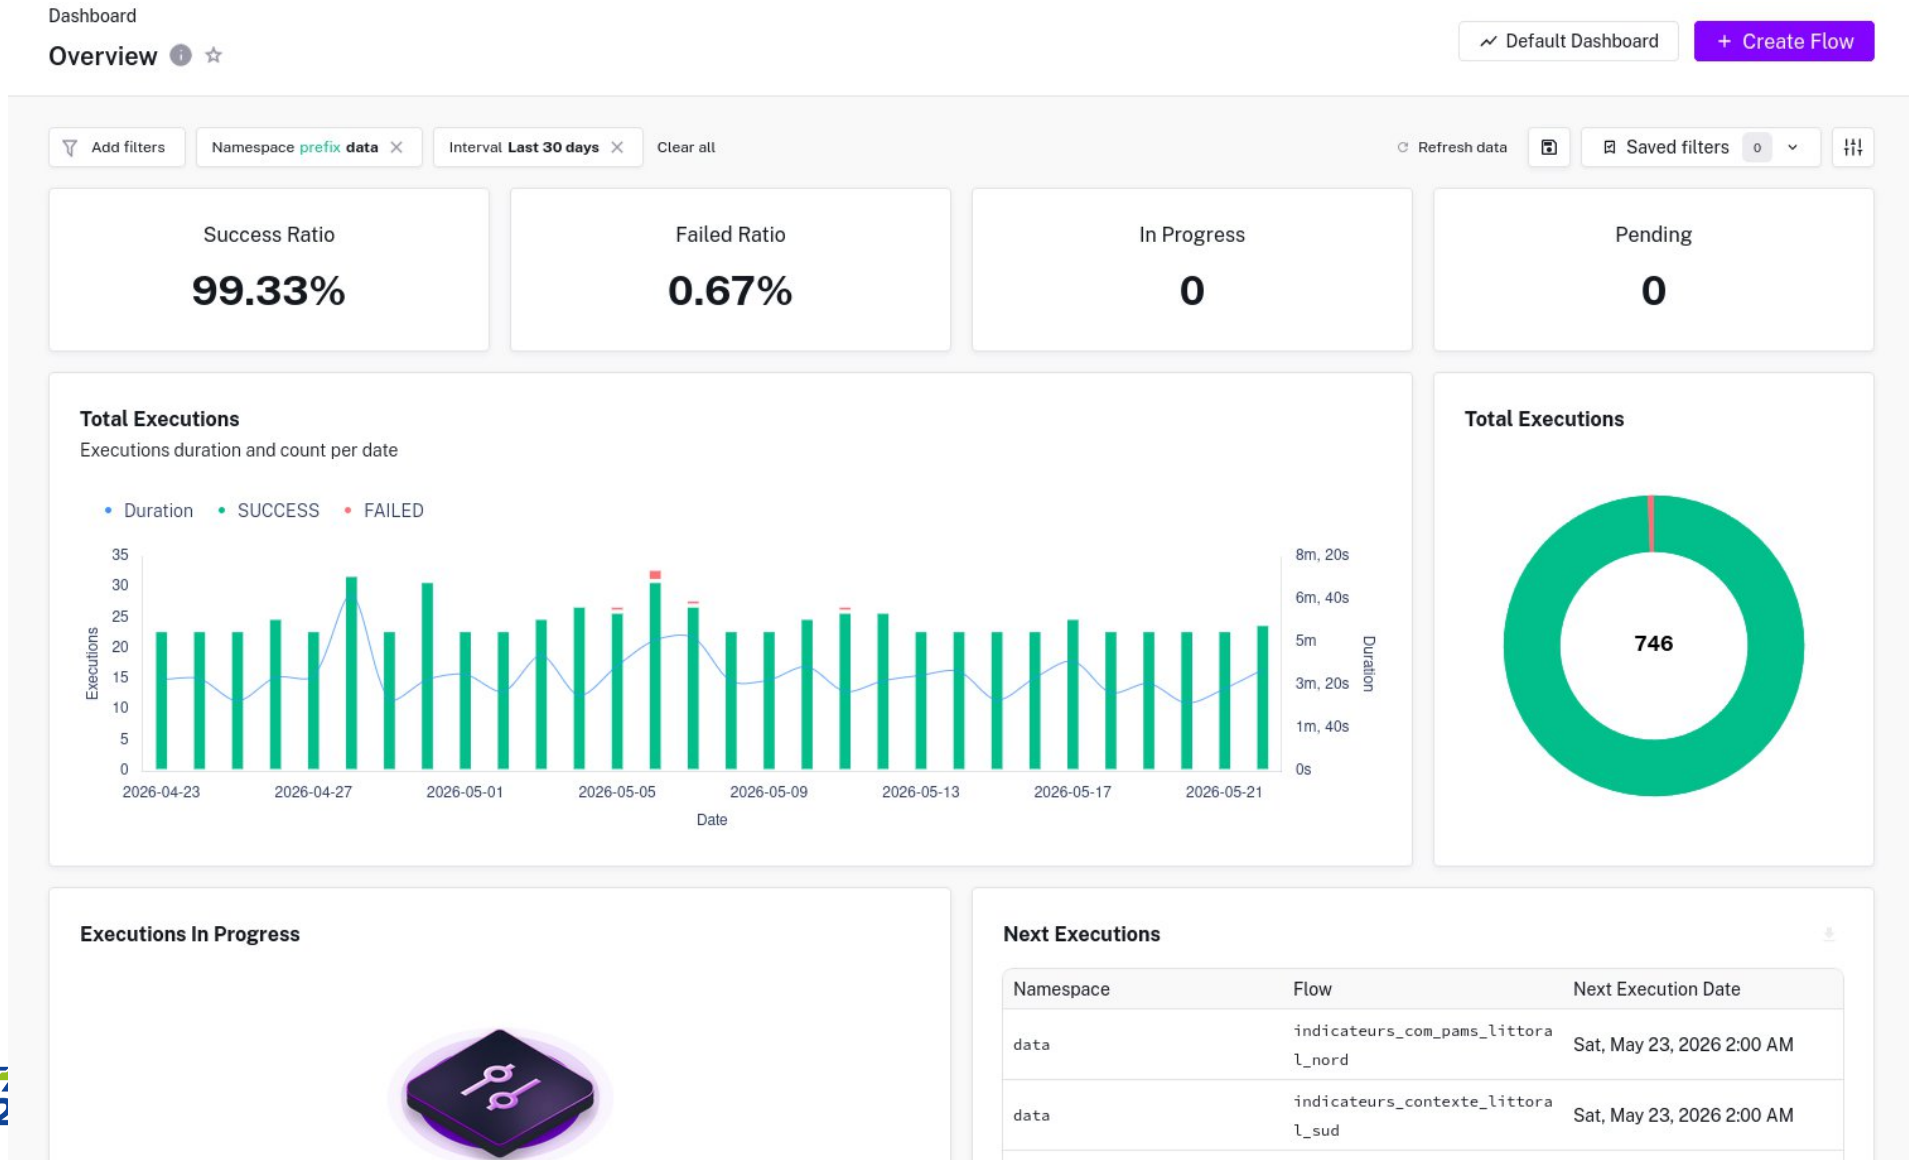 Dashboard
Overview
Default Dashboard
+ Create Flow
Add filters
Namespace prefix data
Interval Last 30 days
Clear all
Refresh data
Saved filters 0
Success Ratio
99.33%
Failed Ratio
0.67%
In Progress
0
Pending
0
Total Executions
Executions duration and count per date
Duration
SUCCESS
FAILED
35
30
25
20
15
10
5
0
Executions
8m, 20s
6m, 40s
5m
3m, 20s
1m, 40s
0s
Duration
2026-04-23
2026-04-27
2026-05-01
2026-05-05
2026-05-09
2026-05-13
2026-05-17
2026-05-21
Date
Total Executions
746
Executions In Progress
Next Executions
Namespace Flow Next Execution Date
data indicateurs_com_pams_littora Sat, May 23, 2026 2:00 AM
l_nord
data indicateurs_contexte_littora Sat, May 23, 2026 2:00 AM
l_sud